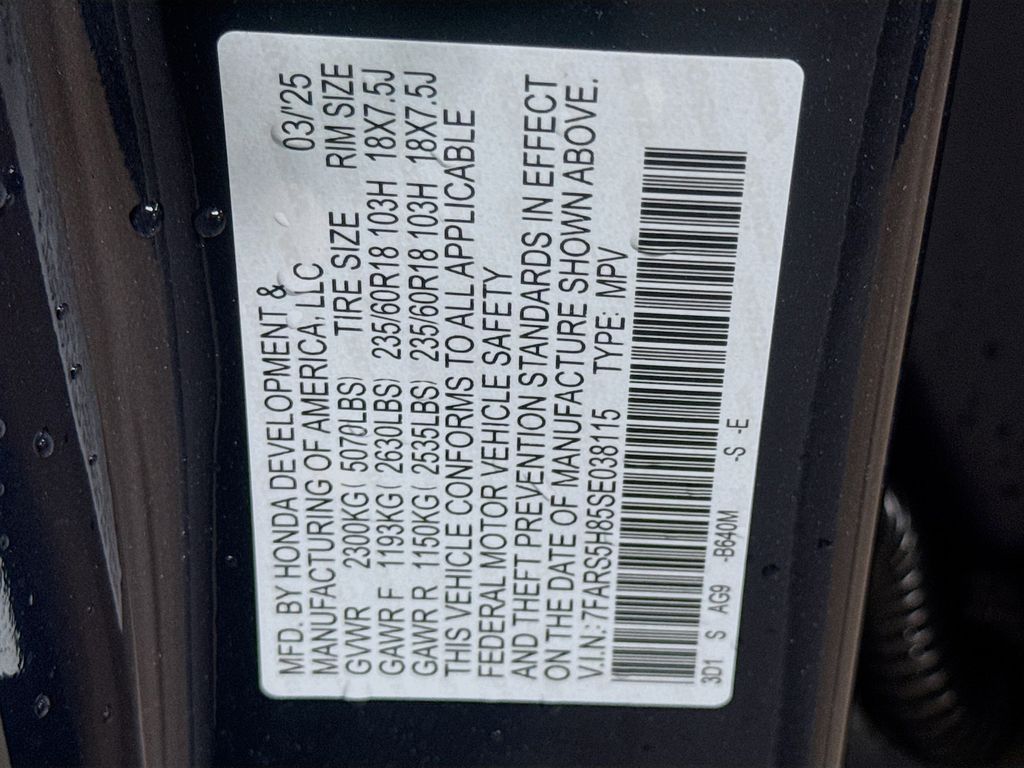 MFD. BY HONDA DEVELOPMENT &
MANUFACTURING OF AMERICA, LLC 03/"25
GVWR 2300KG( 5070LBS) TIRE SIZE RIM SIZE
GAWR F 1193KG( 2630LBS) 235/60R18 103H 18X7.5J
GAWR R 1150KG( 2535LBS) 235/60R18 103H 18X7.5J
THIS VEHICLE CONFORMS TO ALL APPLICABLE
FEDERAL MOTOR VEHICLE SAFETY
AND THEFT PREVENTION STANDARDS IN EFFECT
ON THE DATE OF MANUFACTURE SHOWN ABOVE.
V.I.N.:7FARS5H85SE038115 TYPE: MPV
3D1 S AG9 -B640M -S -E